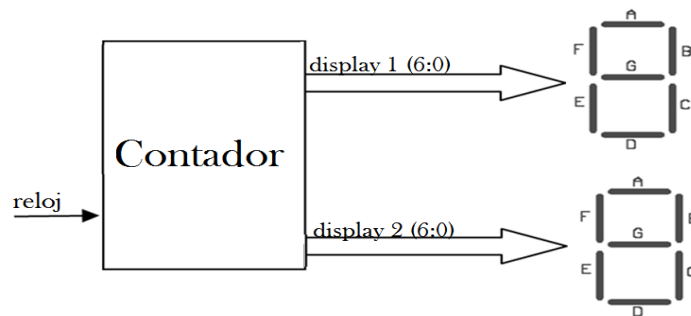 A
F
B
display 1 (6:0)
G
E
C
Contador
D
reloj
A
F
display 2 (6:0)
G
E
D